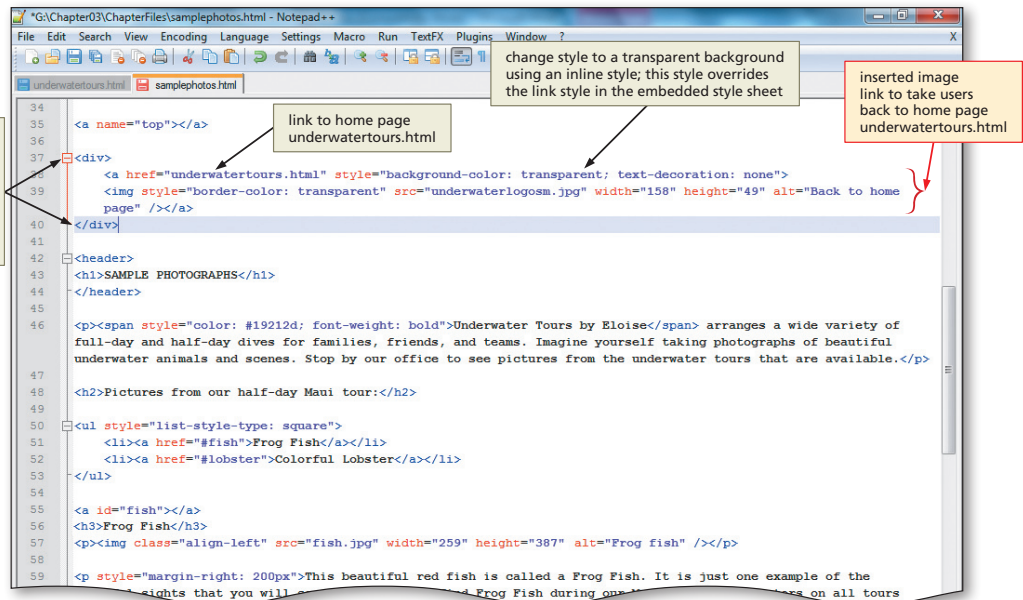 *G:\Chapter03\ChapterFiles\samplephotos.html - Notepad++
File Edit Search View Encoding Language Settings Macro Run TextFX Plugins Window ? X
underwatertours.html samplephotos.html
change style to a transparent background
using an inline style; this style overrides
the link style in the embedded style sheet
inserted image
link to take users
back to home page
underwatertours.html
link to home page
underwatertours.html
34
35 <a name="top"></a>
36
37 <div>
38 <a href="underwatertours.html" style="background-color: transparent; text-decoration: none">
39 <img style="border-color: transparent" src="underwaterlogosm.jpg" width="158" height="49" alt="Back to home
page" /></a>
40 </div>
41
42 <header>
43 <h1>SAMPLE PHOTOGRAPHS</h1>
44 </header>
45
46 <p><span style="color: #19212d; font-weight: bold">Underwater Tours by Eloise</span> arranges a wide variety of
full-day and half-day dives for families, friends, and teams. Imagine yourself taking photographs of beautiful
underwater animals and scenes. Stop by our office to see pictures from the underwater tours that are available.</p>
47
48 <h2>Pictures from our half-day Maui tour:</h2>
49
50 <ul style="list-style-type: square">
51 <li><a href="#fish">Frog Fish</a></li>
52 <li><a href="#lobster">Colorful Lobster</a></li>
53 </ul>
54
55 <a id="fish"></a>
56 <h3>Frog Fish</h3>
57 <p><img class="align-left" src="fish.jpg" width="259" height="387" alt="Frog fish" /></p>
58
59 <p style="margin-right: 200px">This beautiful red fish is called a Frog Fish. It is just one example of the
sights that you will Frog Fish during our on all tours